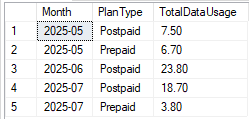 Month PlanType TotalDataUsage
1 2025-05 Postpaid 7.50
2 2025-05 Prepaid 6.70
3 2025-06 Postpaid 23.80
4 2025-07 Postpaid 18.70
5 2025-07 Prepaid 3.80